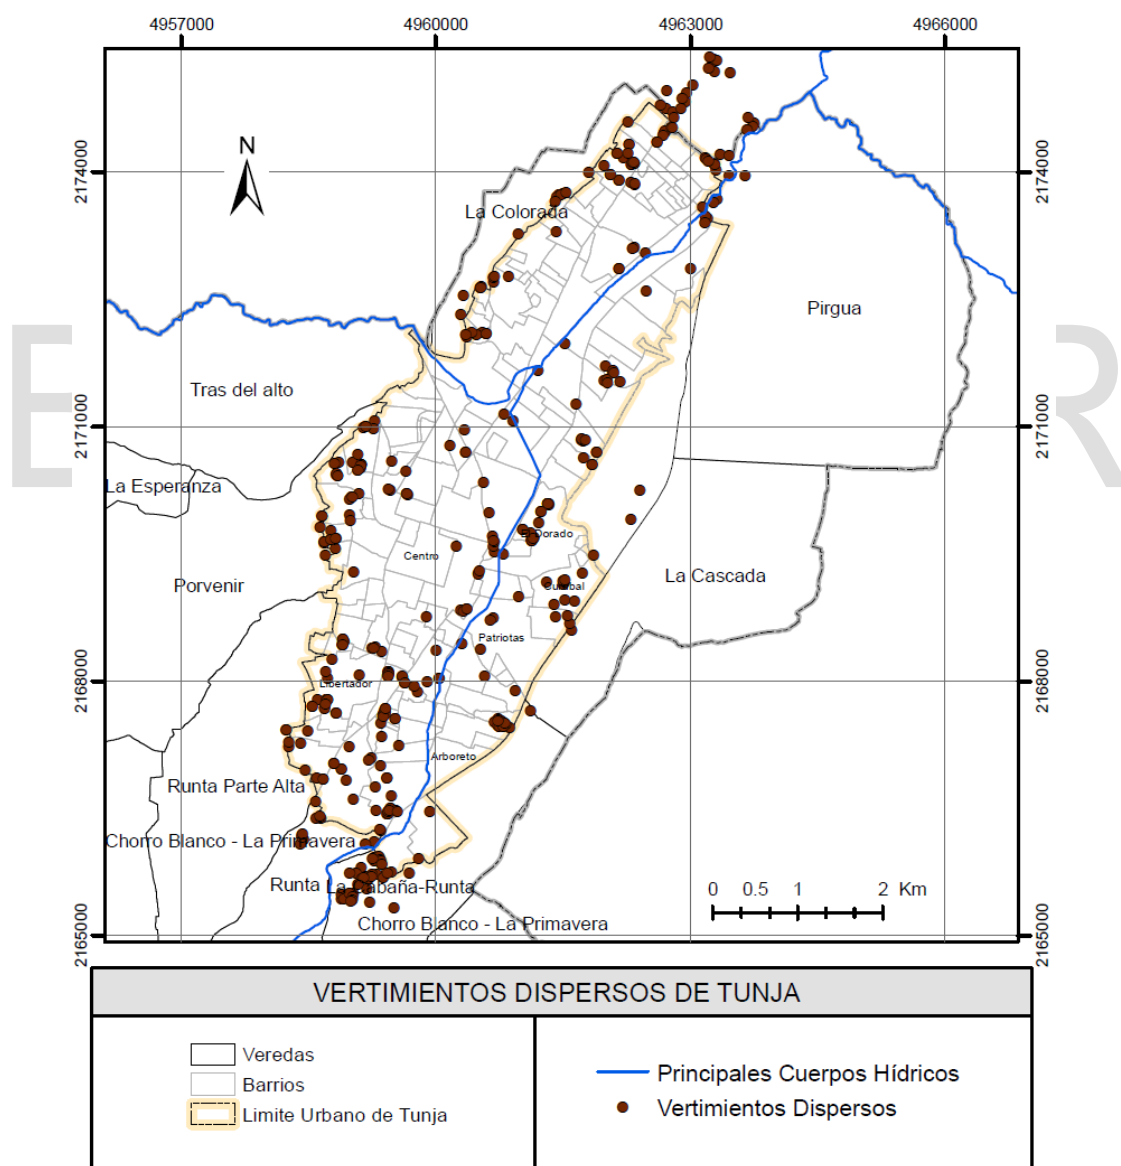 4957000 4960000 4963000 4966000
N
2174000 2174000
La Colorada
Pirgua
Tras del alto
E R
2171000 2171000
La Esperanza
El Dorado
Centro
La Cascada
Porvenir
Patriotas
2168000 2168000
Libertador
Arboreto
Runta Parte Alta
Chorro Blanco - La Primavera
Runta La Cabaña-Runta
0 0.5 1 2 Km
Chorro Blanco - La Primavera
2165000 2165000
VERTIMIENTOS DISPERSOS DE TUNJA
Veredas
Barrios
Limite Urbano de Tunja
Principales Cuerpos Hídricos
Vertimientos Dispersos